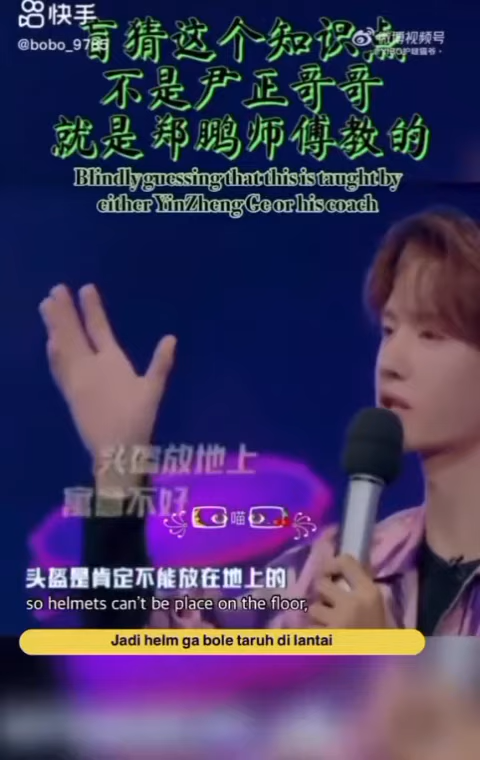 快手
@bobo_9785
微博视频号
盲猜这个知识点
不是尹正哥哥
就是郑鹏师傅教的
Blindly guessing that this is taught by
either YinZheng Ge or his coach
头盔放地上
寓意不好
喵
头盔是肯定不能放在地上的
so helmets can't be place on the floor,
Jadi helm ga bole taruh di lantai